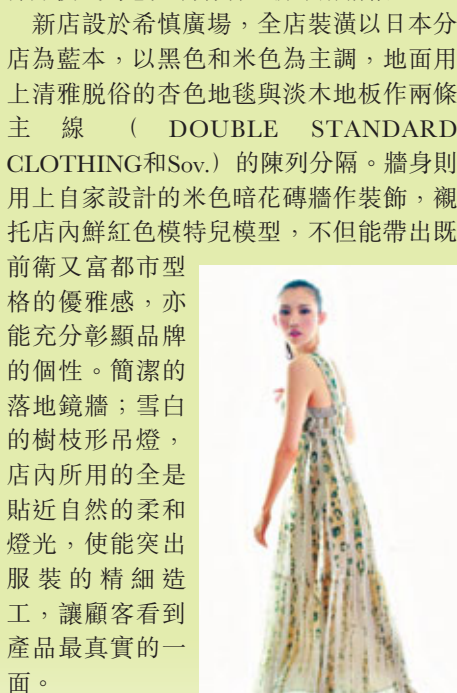 新店設於希慎廣場，全店裝潢以日本分
店為藍本，以黑色和米色為主調，地面用
上清雅脫俗的杏色地毯與淡木地板作兩條
主線（DOUBLE STANDARD
CLOTHING和Sov.）的陳列分隔。牆身則
用上自家設計的米色暗花磚牆作裝飾，襯
托店內鮮紅色模特兒模型，不但能帶出既
前衛又富都市型
格的優雅感，亦
能充分彰顯品牌
的個性。簡潔的
落地鏡牆；雪白
的樹枝形吊燈，
店內所用的全是
貼近自然的柔和
燈光，使能突出
服裝的精細造
工，讓顧客看到
產品最真實的一
面。